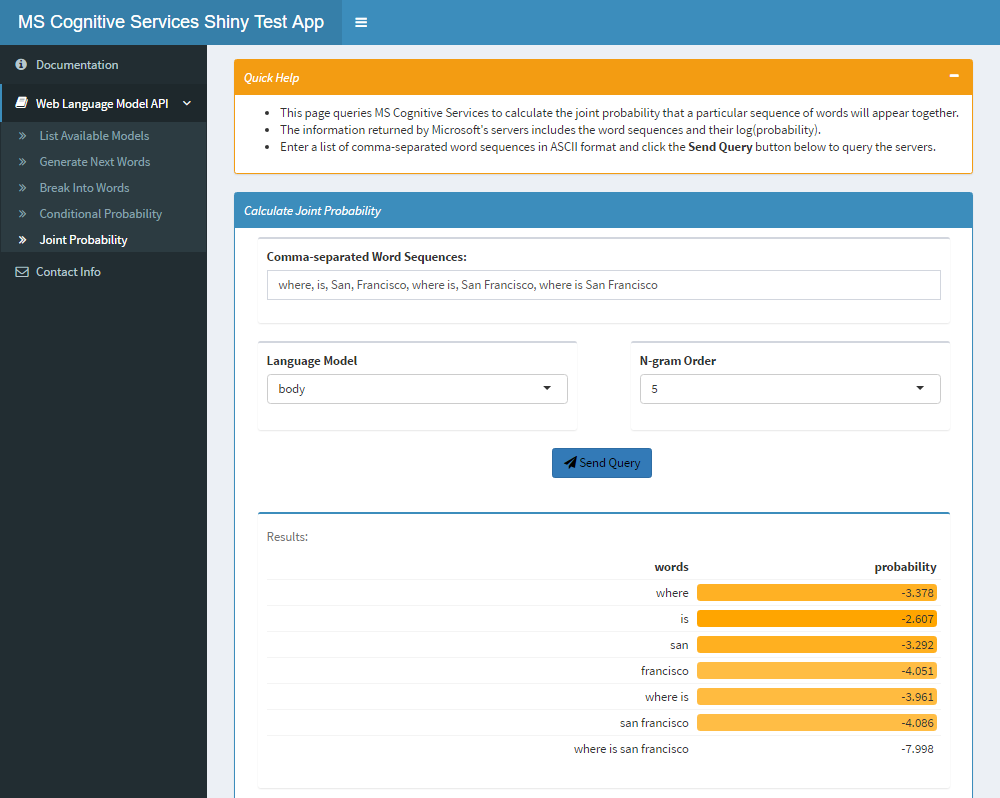 MS Cognitive Services Shiny Test App
Documentation
Web Language Model API
List Available Models
Generate Next Words
Break Into Words
Conditional Probability
Joint Probability
Contact Info
Quick Help
This page queries MS Cognitive Services to calculate the joint probability that a particular sequence of words will appear together.
The information returned by Microsoft's servers includes the word sequences and their log(probability).
Enter a list of comma-separated word sequences in ASCII format and click the Send Query button below to query the servers.
Calculate Joint Probability
Comma-separated Word Sequences:
where, is, San, Francisco, where is, San Francisco, where is San Francisco
Language Model
N-gram Order
body
5
Send Query
Results:
words probability
where -3.378
is -2.607
san -3.292
francisco -4.051
where is -3.961
san francisco -4.086
where is san francisco -7.998